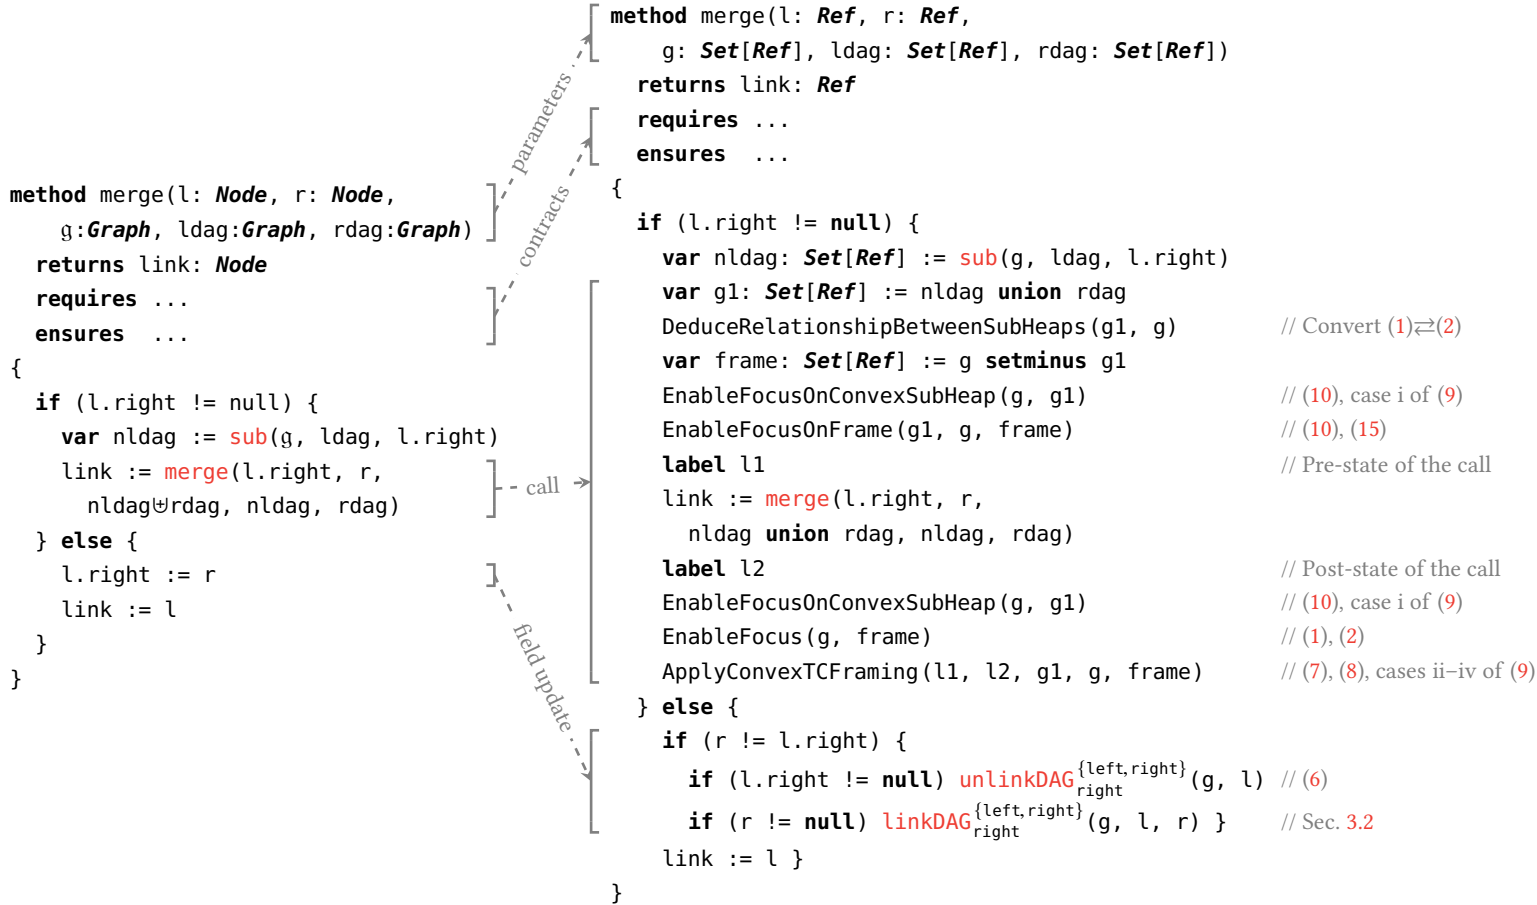 method merge(l: Node, r: Node,
    𝔤:Graph, ldag:Graph, rdag:Graph)
  returns link: Node
  requires ...
  ensures  ...
{
  if (l.right != null) {
    var nldag := sub(𝔤, ldag, l.right)
    link := merge(l.right, r,
      nldag⊎rdag, nldag, rdag)
  } else {
    l.right := r
    link := l
  }
}
parameters
contracts
call
field update
method merge(l: Ref, r: Ref,
    g: Set[Ref], ldag: Set[Ref], rdag: Set[Ref])
  returns link: Ref
  requires ...
  ensures  ...
{
  if (l.right != null) {
    var nldag: Set[Ref] := sub(g, ldag, l.right)
    var g1: Set[Ref] := nldag union rdag
    DeduceRelationshipBetweenSubHeaps(g1, g) // Convert (1)⇄(2)
    var frame: Set[Ref] := g setminus g1
    EnableFocusOnConvexSubHeap(g, g1) // (10), case i of (9)
    EnableFocusOnFrame(g1, g, frame) // (10), (15)
    label l1 // Pre-state of the call
    link := merge(l.right, r,
      nldag union rdag, nldag, rdag)
    label l2 // Post-state of the call
    EnableFocusOnConvexSubHeap(g, g1) // (10), case i of (9)
    EnableFocus(g, frame) // (1), (2)
    ApplyConvexTCFraming(l1, l2, g1, g, frame) // (7), (8), cases ii–iv of (9)
  } else {
    if (r != l.right) {
      if (l.right != null) unlinkDAG{left,right}right(g, l) // (6)
      if (r != null) linkDAG{left,right}right(g, l, r) } // Sec. 3.2
    link := l }
}